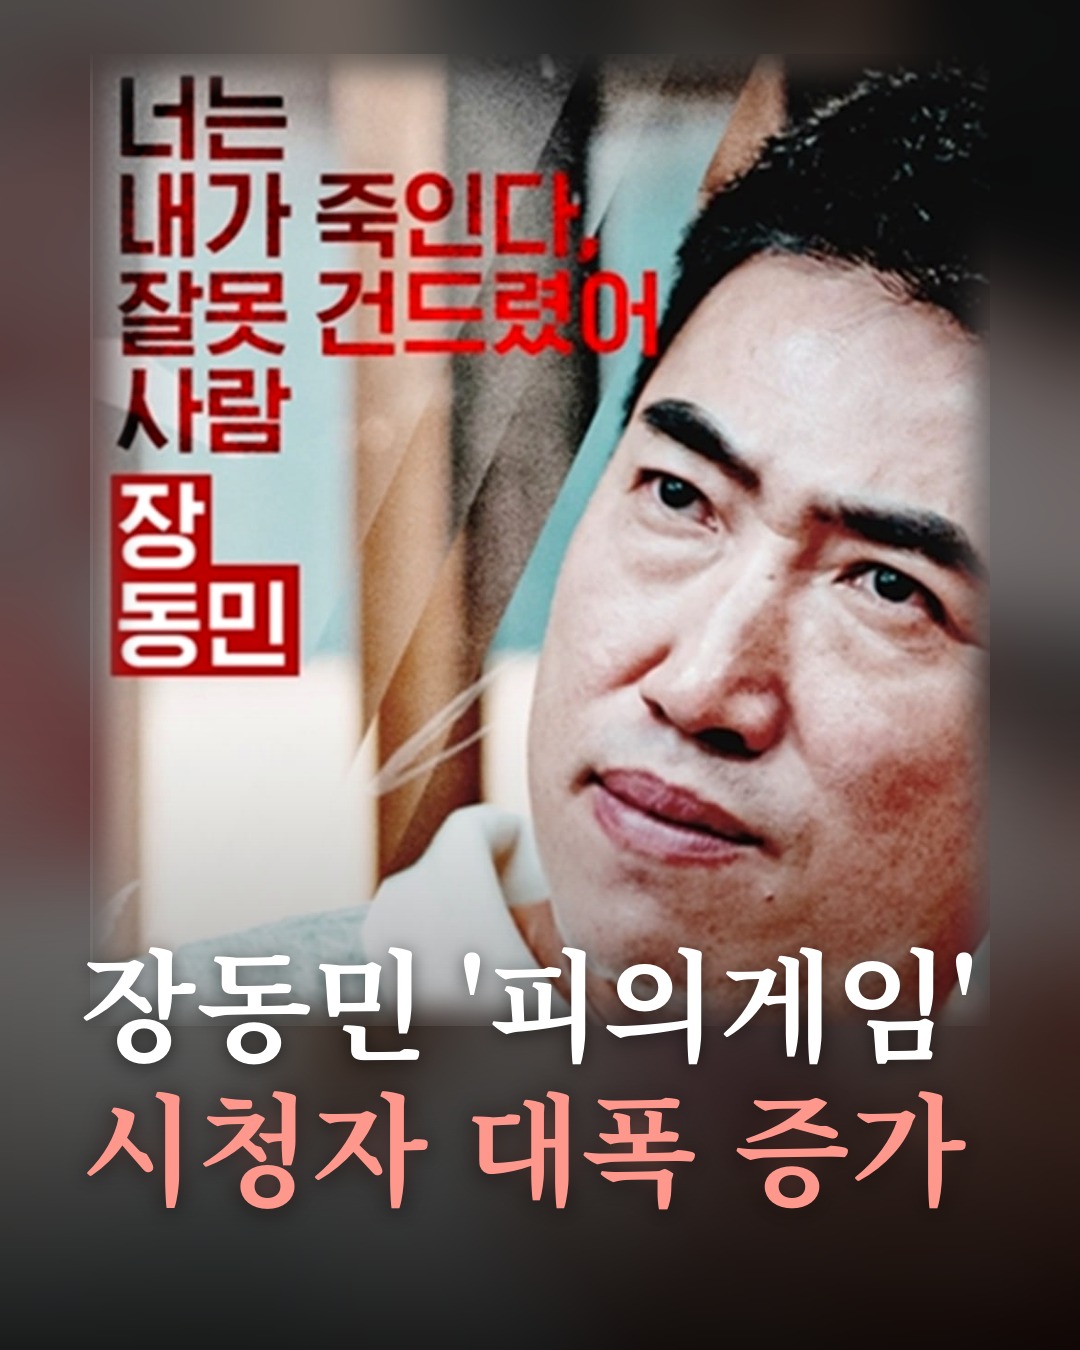 너는
내가 죽인다,
잘못 건드렸어
사람
장
동민
장동민 '피의게임'
시청자 대폭 증가